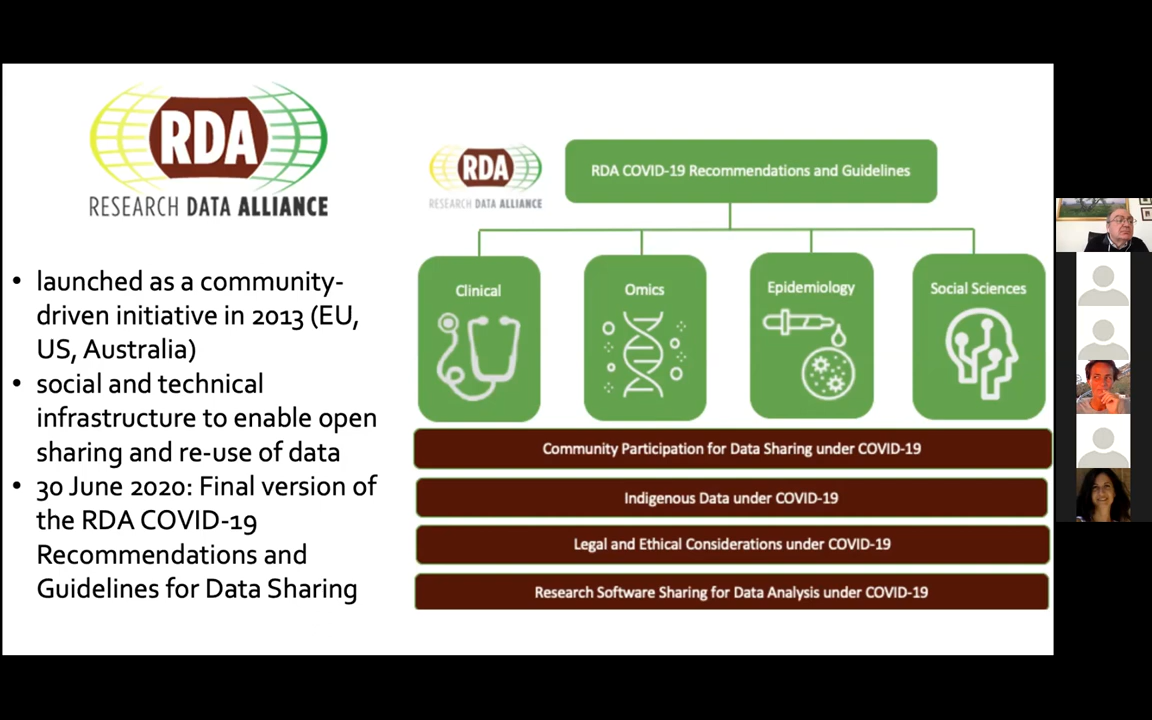 RDA
RESEARCH DATA ALLIANCE
• launched as a community-
driven initiative in 2013 (EU,
US, Australia)
• social and technical
infrastructure to enable open
sharing and re-use of data
• 30 June 2020: Final version of
the RDA COVID-19
Recommendations and
Guidelines for Data Sharing
RDA
RESEARCH DATA ALLIANCE
RDA COVID-19 Recommendations and Guidelines
Clinical
Omics
Epidemiology
Social Sciences
Community Participation for Data Sharing under COVID-19
Indigenous Data under COVID-19
Legal and Ethical Considerations under COVID-19
Research Software Sharing for Data Analysis under COVID-19